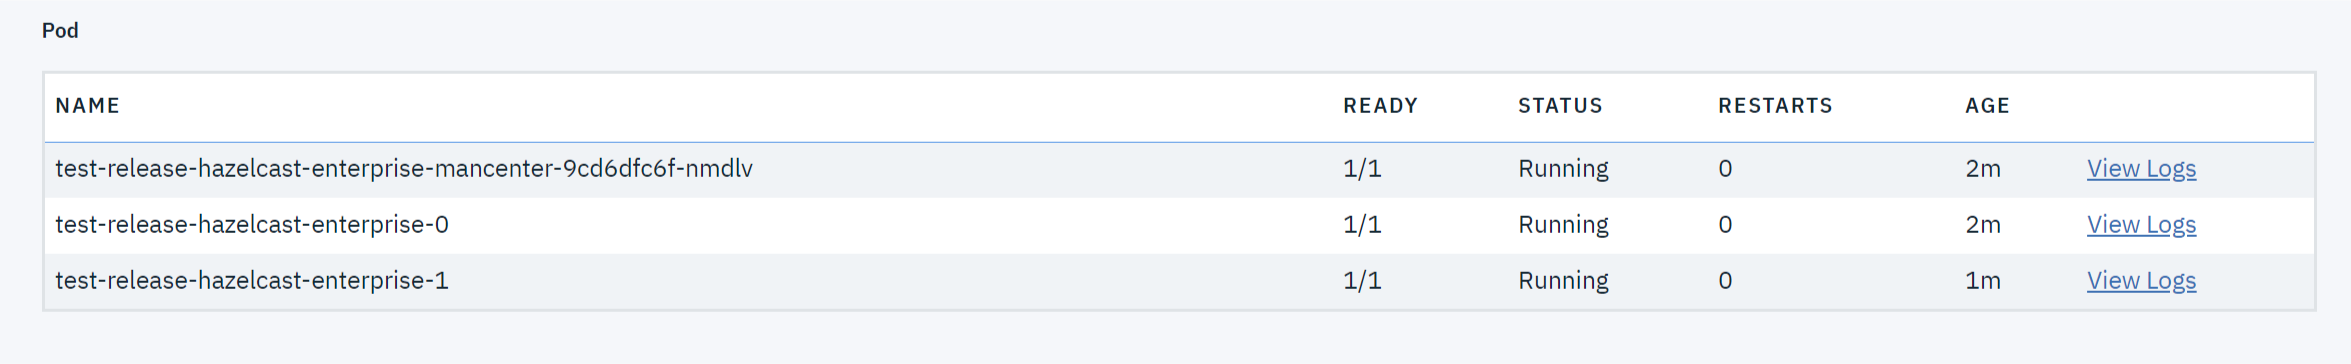 Pod
NAME READY STATUS RESTARTS AGE
test-release-hazelcast-enterprise-mancenter-9cd6dfc6f-nmdlv 1/1 Running 0 2m View Logs
test-release-hazelcast-enterprise-0 1/1 Running 0 2m View Logs
test-release-hazelcast-enterprise-1 1/1 Running 0 1m View Logs